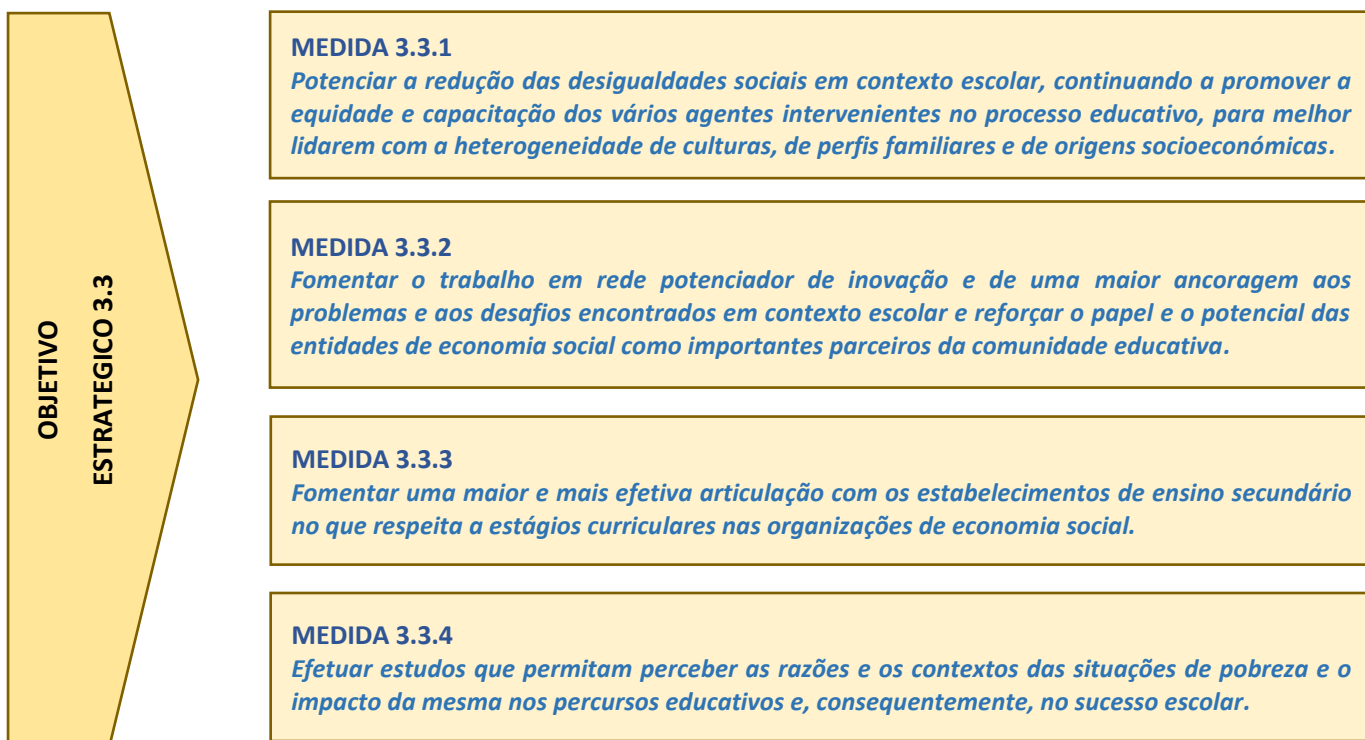 OBJETIVO
ESTRATEGICO 3.3
MEDIDA 3.3.1
Potenciar a redução das desigualdades sociais em contexto escolar, continuando a promover a
equidade e capacitação dos vários agentes intervenientes no processo educativo, para melhor
lidarem com a heterogeneidade de culturas, de perfis familiares e de origens socioeconómicas.
MEDIDA 3.3.2
Fomentar o trabalho em rede potenciador de inovação e de uma maior ancoragem aos
problemas e aos desafios encontrados em contexto escolar e reforçar o papel e o potencial das
entidades de economia social como importantes parceiros da comunidade educativa.
MEDIDA 3.3.3
Fomentar uma maior e mais efetiva articulação com os estabelecimentos de ensino secundário
no que respeita a estágios curriculares nas organizações de economia social.
MEDIDA 3.3.4
Efetuar estudos que permitam perceber as razões e os contextos das situações de pobreza e o
impacto da mesma nos percursos educativos e, consequentemente, no sucesso escolar.